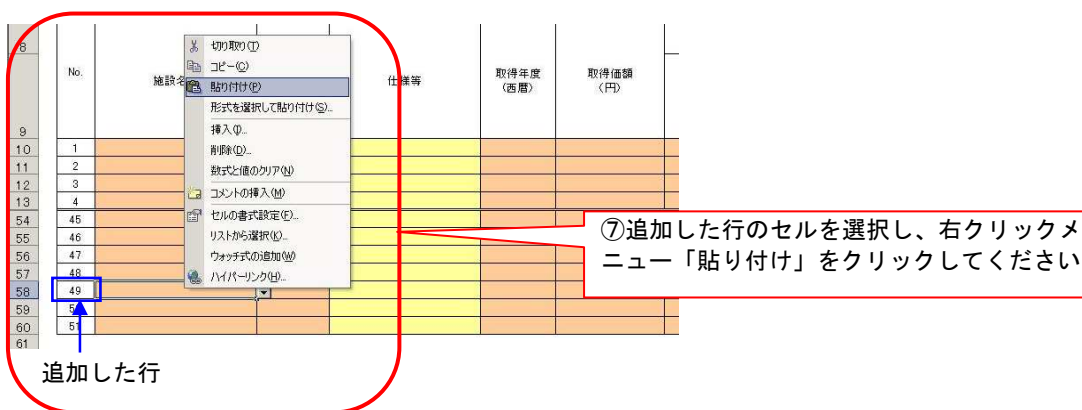 8
No.
施設名
仕様等
取得年度
(西暦)
取得価額
(円)
切り取り(T)
コピー(C)
貼り付け(P)
形式を選択して貼り付け(S)...
挿入(I)...
削除(D)...
数式と値のクリア(N)
コメントの挿入(M)
セルの書式設定(F)...
リストから選択(K)...
ウォッチ式の追加(W)
ハイパーリンク(H)...
9
10 1
11 2
12 3
13 4
54 45
55 46
56 47
57 48
58 49
59
60 51
61
⑦追加した行のセルを選択し、右クリックメ
ニュー「貼り付け」をクリックしてください
追加した行